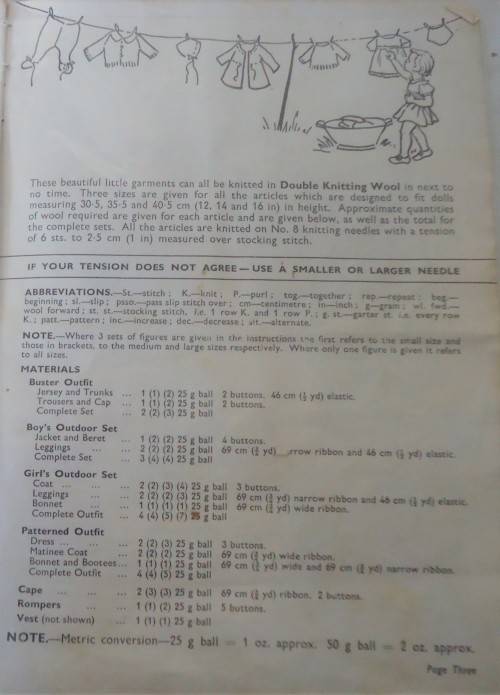 These beautiful little garments can all be knitted in Double Knitting Wool in next to
no time. Three sizes are given for all the articles which are designed to fit dolls
measuring 30·5, 35·5 and 40·5 cm (12, 14 and 16 in) in height. Approximate quantities
of wool required are given for each article and are given below, as well as the total for
the complete sets. All the articles are knitted on No. 8 knitting needles with a tension
of 6 sts. to 2·5 cm (1 in) measured over stocking stitch.
IF YOUR TENSION DOES NOT AGREE—USE A SMALLER OR LARGER NEEDLE
ABBREVIATIONS.—St.—stitch; K.—knit; P.—purl; tog.—together; rep.—repeat; beg.—
beginning; sl.—slip; psso.—pass slip stitch over; cm—centimetre; in—inch; g—gram; wl. fwd.—
wool forward; st. st.—stocking stitch, i.e. 1 row K. and 1 row P.; g. st.—garter st. i.e. every row
K.; patt.—pattern; inc.—increase; dec.—decrease; alt.—alternate.
NOTE.—Where 3 sets of figures are given in the instructions the first refers to the small size and
those in brackets, to the medium and large sizes respectively. Where only one figure is given it refers
to all sizes.
MATERIALS
Buster Outfit
Jersey and Trunks ... 1 (1) (2) 25 g ball 2 buttons. 46 cm (½ yd) elastic.
Trousers and Cap ... 1 (1) (2) 25 g ball 2 buttons.
Complete Set ... 2 (2) (3) 25 g ball
Boy's Outdoor Set
Jacket and Beret ... 1 (2) (2) 25 g ball 4 buttons.
Leggings ... 2 (2) (2) 25 g ball 69 cm (¾ yd) rrow ribbon and 46 cm (½ yd) elastic.
Complete Set ... 3 (4) (4) 25 g ball
Girl's Outdoor Set
Coat ... ... 2 (2) (3) (4) 25 g ball 3 buttons.
Leggings ... 2 (2) (2) (3) 25 g ball 69 cm (¾ yd) narrow ribbon and 46 cm (½ yd) elastic.
Bonnet ... 1 (1) (1) (1) 25 g ball 69 cm (¾ yd) wide ribbon.
Complete Outfit ... 4 (4) (5) (7) 25 g ball
Patterned Outfit
Dress ... ... 2 (2) (3) 25 g ball 3 buttons.
Matinee Coat ... 2 (2) (2) 25 g ball 69 cm (¾ yd) wide ribbon.
Bonnet and Bootees... 1 (1) (1) 25 g ball 69 cm (¾ yd) wide and 69 cm (¾ yd) narrow ribbon.
Complete Outfit ... 4 (4) (5) 25 g ball
Cape ... ... 2 (3) (3) 25 g ball 69 cm (¾ yd) ribbon, 2 buttons.
Rompers ... ... 1 (1) (2) 25 g ball 5 buttons.
Vest (not shown) ... 1 (1) (1) 25 g ball
NOTE.—Metric conversion—25 g ball = 1 oz. approx. 50 g ball = 2 oz. approx.
Page Three